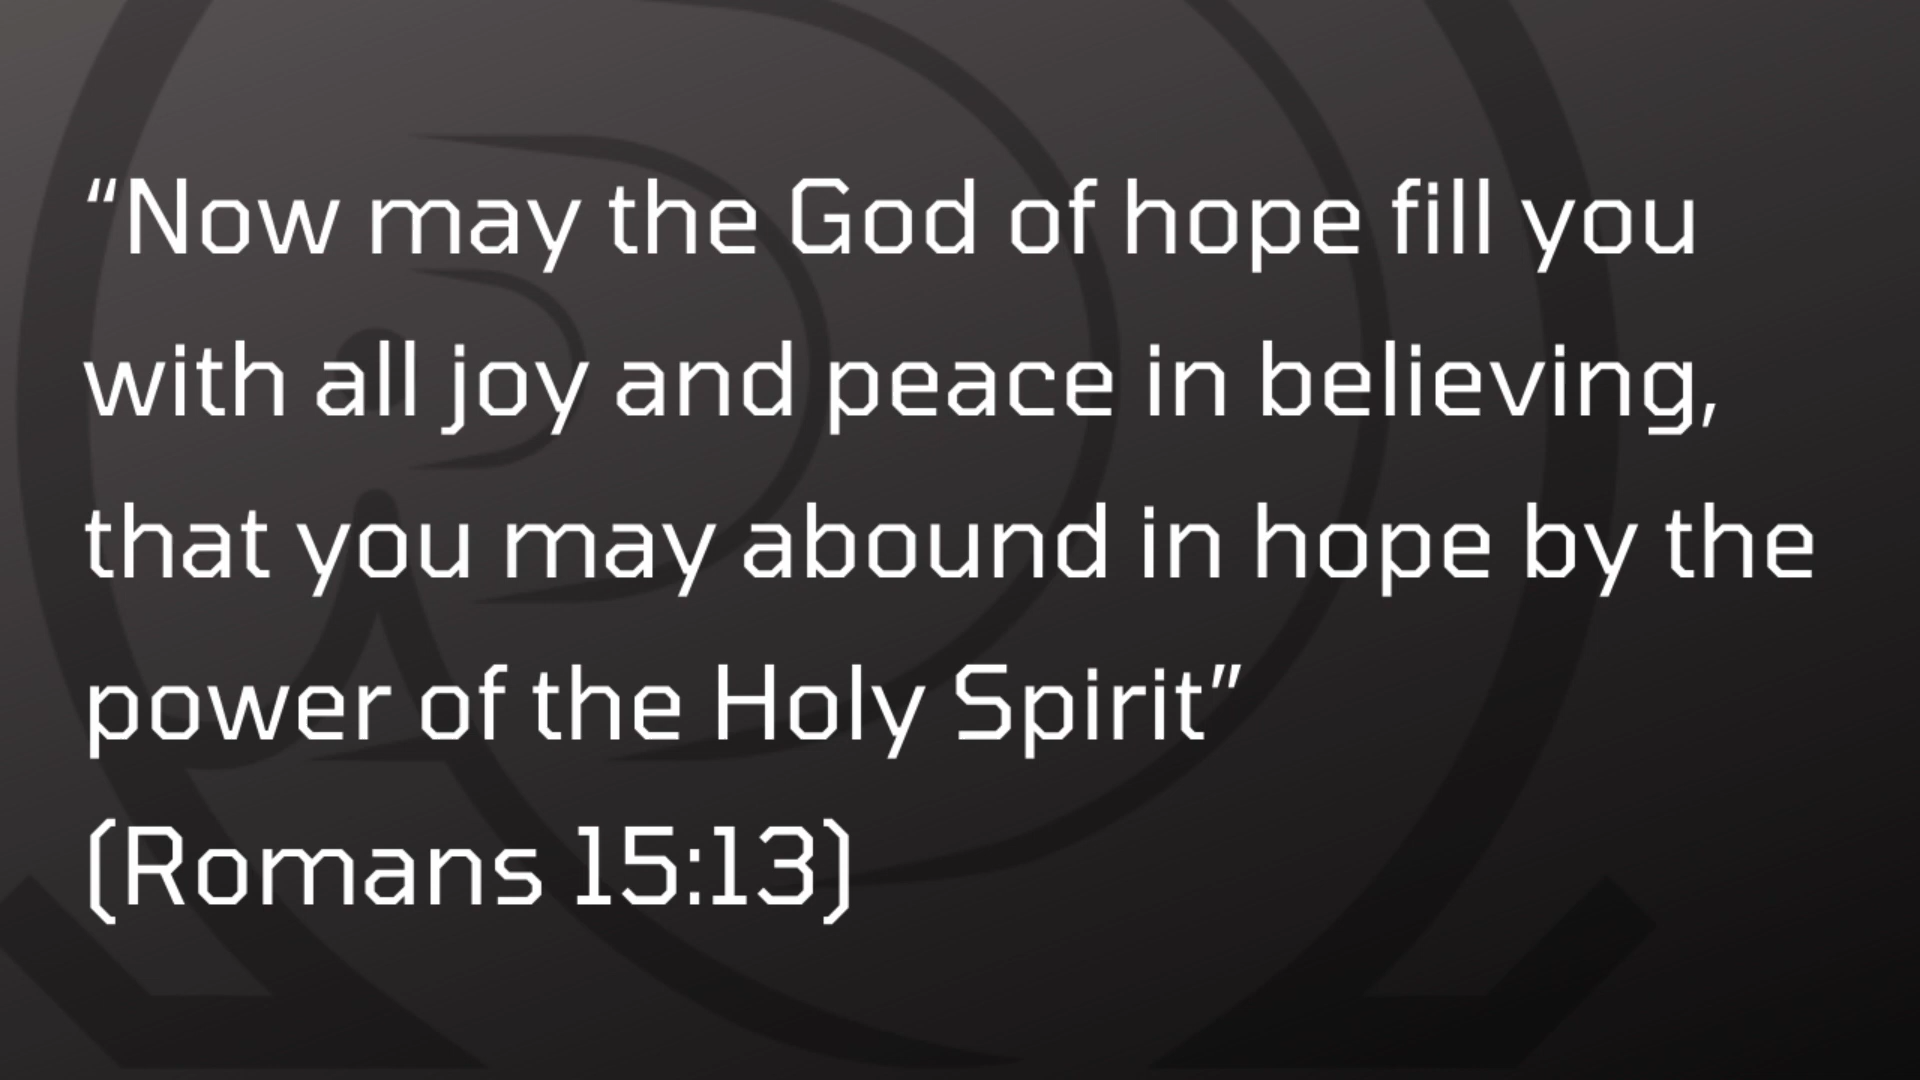 “Now may the God of hope fill you
with all joy and peace in believing,
that you may abound in hope by the
power of the Holy Spirit”
(Romans 15:13)